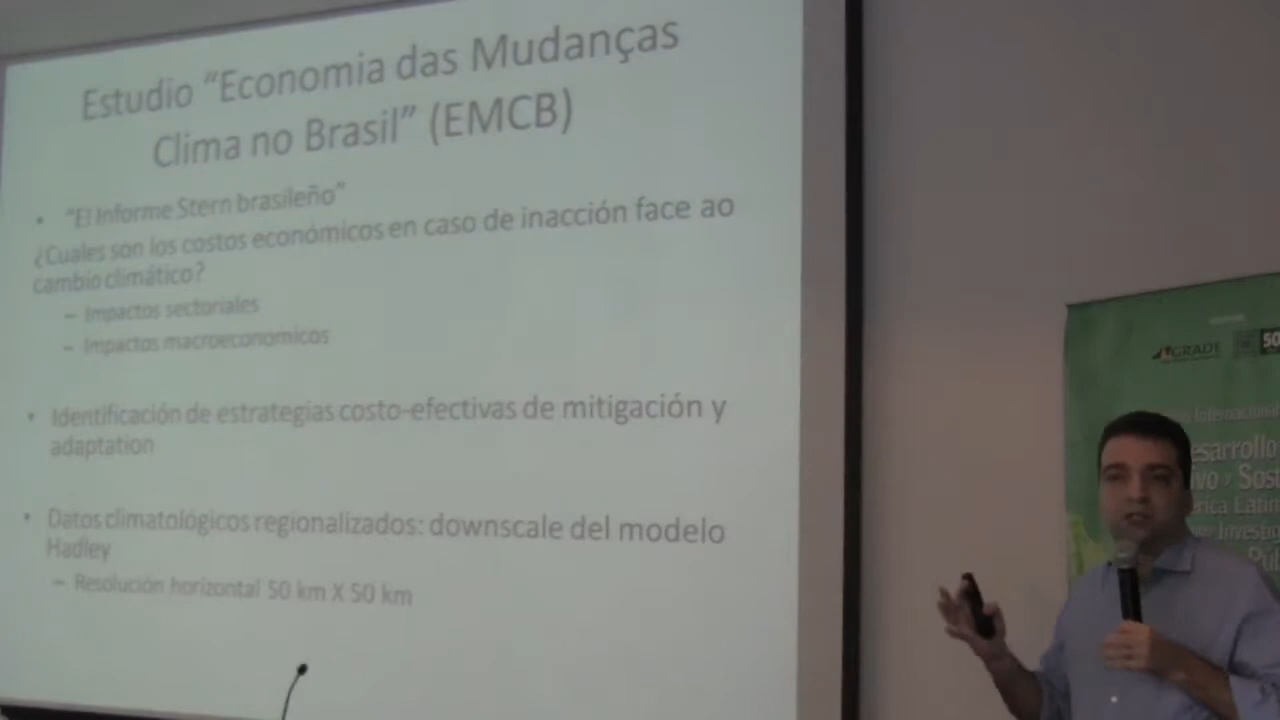 Estudio “Economia das Mudanças
Clima no Brasil” (EMCB)
• “El Informe Stern brasileño”
¿Cuales son los costos económicos en caso de inacción face ao
cambio climático?
– Impactos sectoriales
– Impactos macroeconomicos
• Identificación de estrategias costo-efectivas de mitigación y
adaptation
• Datos climatológicos regionalizados: downscale del modelo
Hadley
– Resolución horizontal 50 km X 50 km
GRADE
50